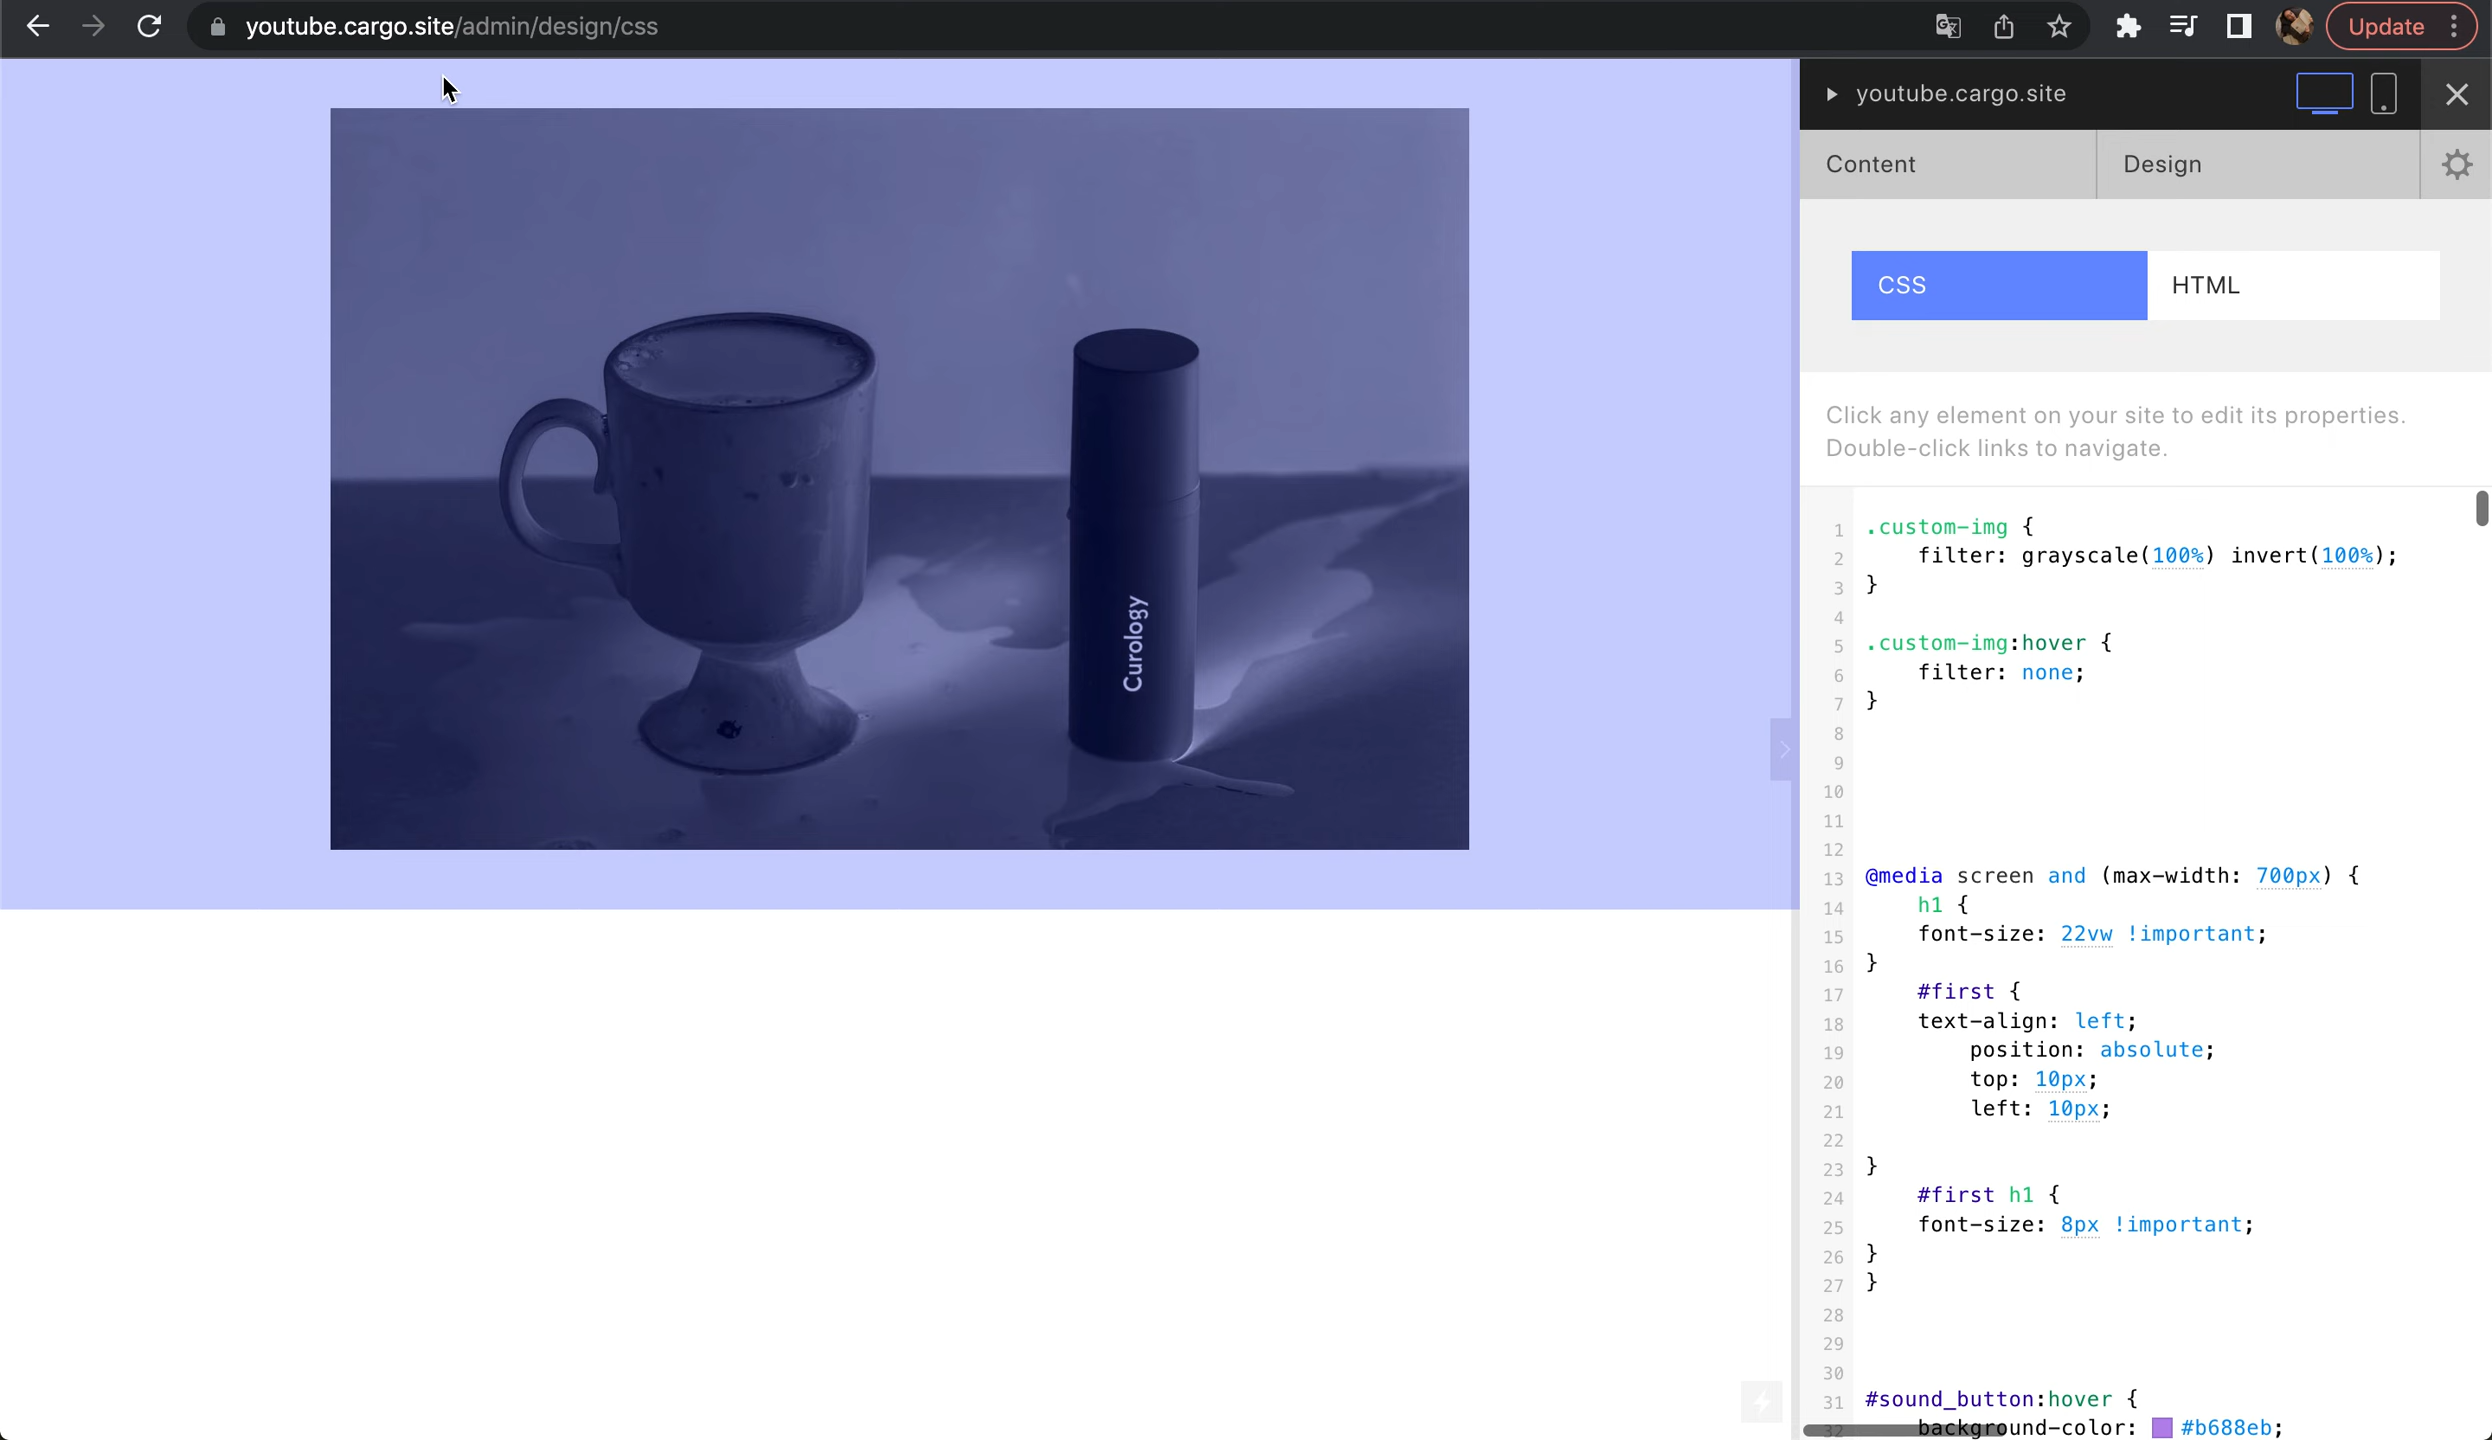 youtube.cargo.site/admin/design/css
Update
youtube.cargo.site
Content
Design
CSS
HTML
Click any element on your site to edit its properties.
Double-click links to navigate.
1 .custom-img {
2 filter: grayscale(100%) invert(100%);
3 }
4
5 .custom-img:hover {
6 filter: none;
7 }
8
9
10
11
12
13 @media screen and (max-width: 700px) {
14 h1 {
15 font-size: 22vw !important;
16 }
17 #first {
18 text-align: left;
19 position: absolute;
20 top: 10px;
21 left: 10px;
22
23 }
24 #first h1 {
25 font-size: 8px !important;
26 }
27 }
28
29
30
31 #sound_button:hover {
32 background-color: #b688eb;
Curology